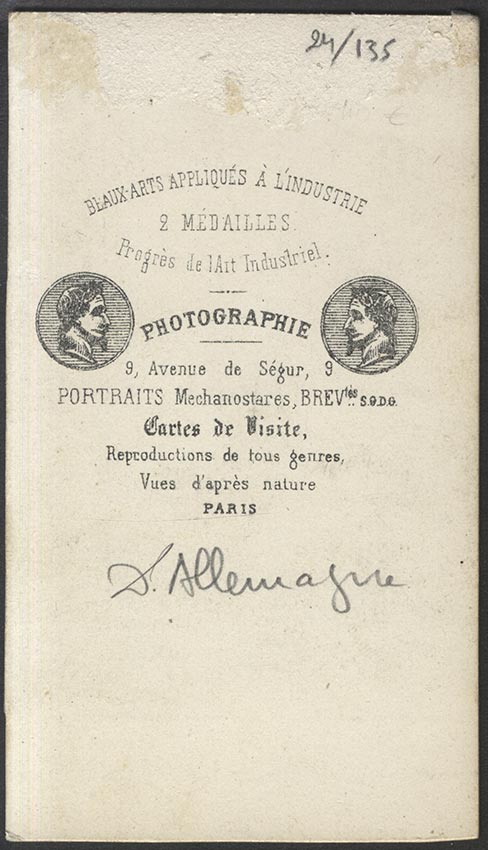 24/135
BEAUX-ARTS APPLIQUÉS À L'INDUSTRIE
2 MÉDAILLES
Progrès de l'Art Industriel.
PHOTOGRAPHIE
9, Avenue de Ségur, 9
PORTRAITS Mechanostares, BREVtés S.G.D.G.
Cartes de Visite,
Reproductions de tous genres,
Vues d'après nature
PARIS
D. Allemagne